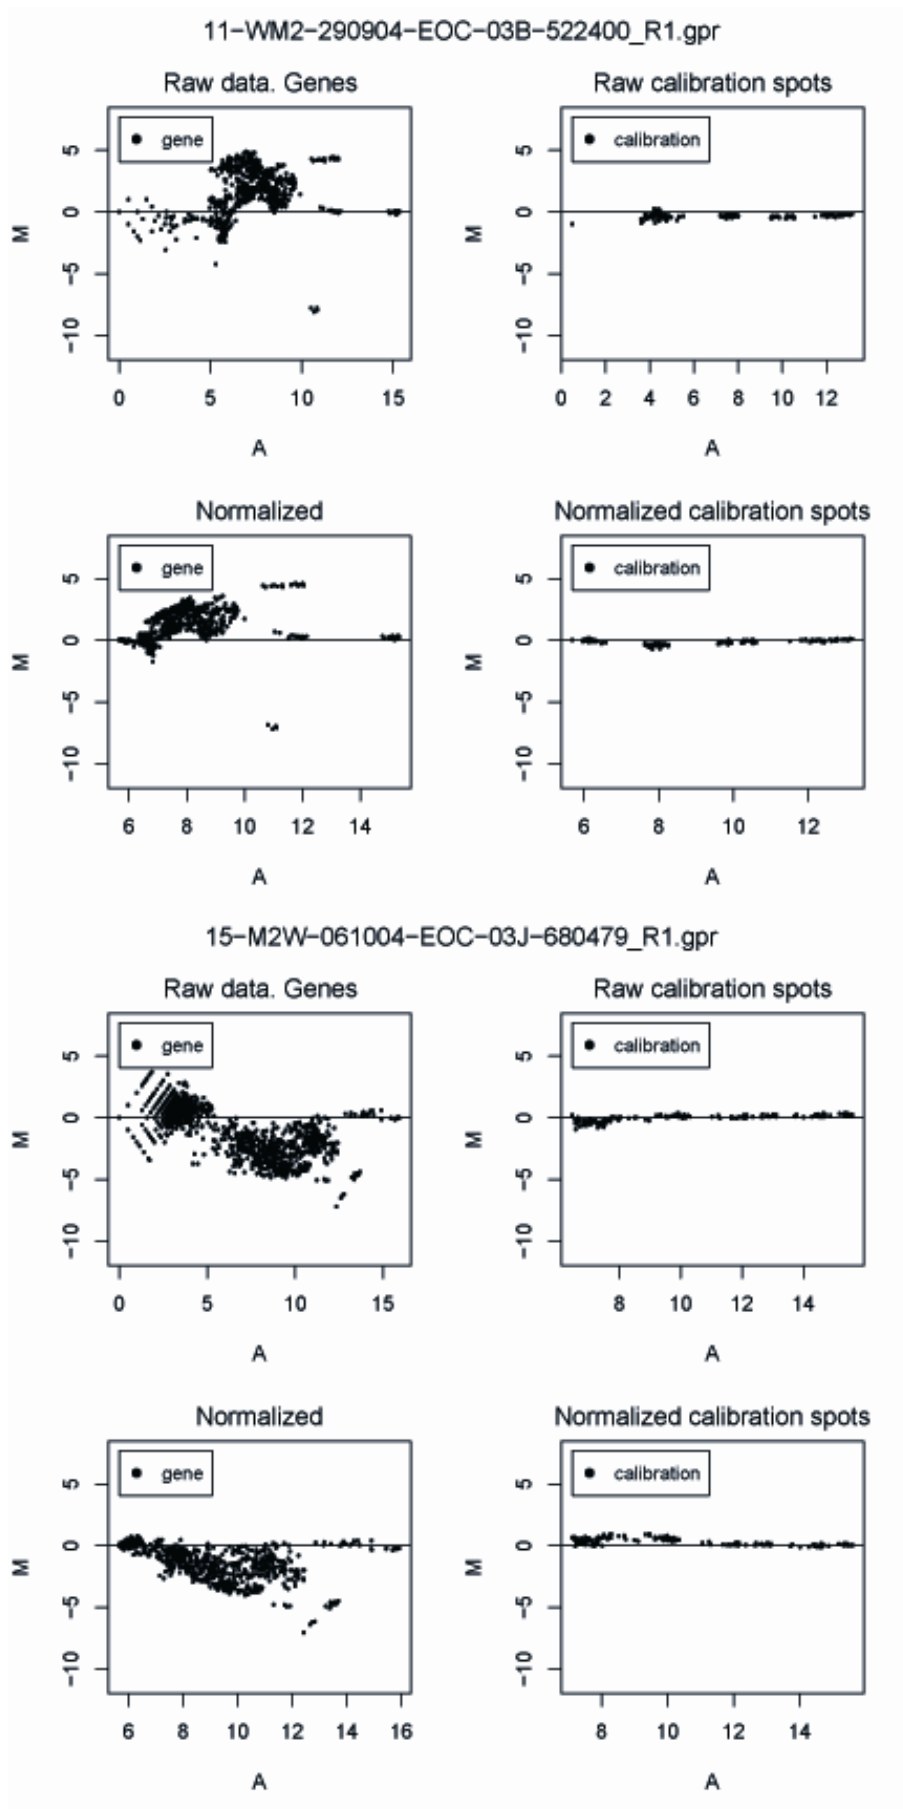 11-WM2-290904-EOC-03B-522400_R1.gpr
Raw data. Genes
gene
M
5
0
-5
-10
0 5 10 15
A
Raw calibration spots
calibration
M
5
0
-5
-10
0 2 4 6 8 10 12
A
Normalized
gene
M
5
0
-5
-10
6 8 10 12 14
A
Normalized calibration spots
calibration
M
5
0
-5
-10
6 8 10 12
A
15-M2W-061004-EOC-03J-680479_R1.gpr
Raw data. Genes
gene
M
5
0
-5
-10
0 5 10 15
A
Raw calibration spots
calibration
M
5
0
-5
-10
8 10 12 14
A
Normalized
gene
M
5
0
-5
-10
6 8 10 12 14 16
A
Normalized calibration spots
calibration
M
5
0
-5
-10
8 10 12 14
A